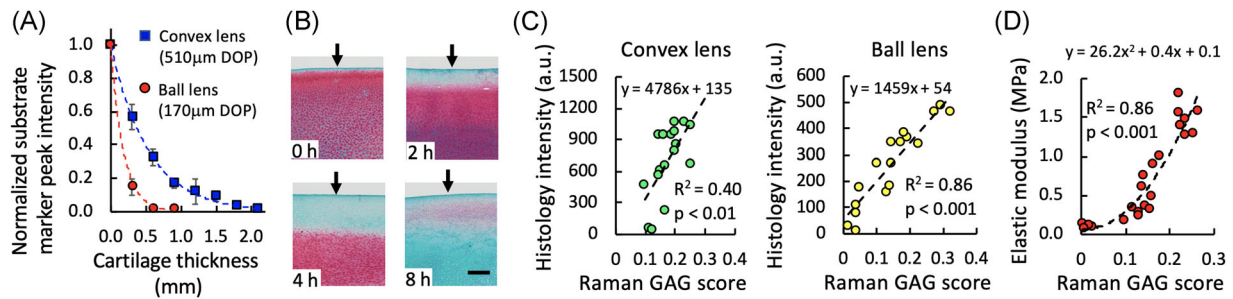 (A)
Normalized substrate
marker peak intensity
1.0
0.8
0.6
0.4
0.2
0
0.0 0.5 1.0 1.5 2.0
Cartilage thickness
(mm)
Convex lens
(510μm DOP)
Ball lens
(170μm DOP)
(B)
0 h
2 h
4 h
8 h
(C)
Convex lens
Histology intensity (a.u.)
1500
1200
900
600
300
0
y = 4786x + 135
R² = 0.40
p < 0.01
0 0.1 0.2 0.3 0.4
Raman GAG score
Ball lens
Histology intensity (a.u.)
600
500
400
300
200
100
0
y = 1459x + 54
R² = 0.86
p < 0.001
0 0.1 0.2 0.3 0.4
Raman GAG score
(D)
y = 26.2x² + 0.4x + 0.1
Elastic modulus (MPa)
2.0
1.5
1.0
0.5
0.0
R² = 0.86
p < 0.001
0 0.1 0.2 0.3
Raman GAG score